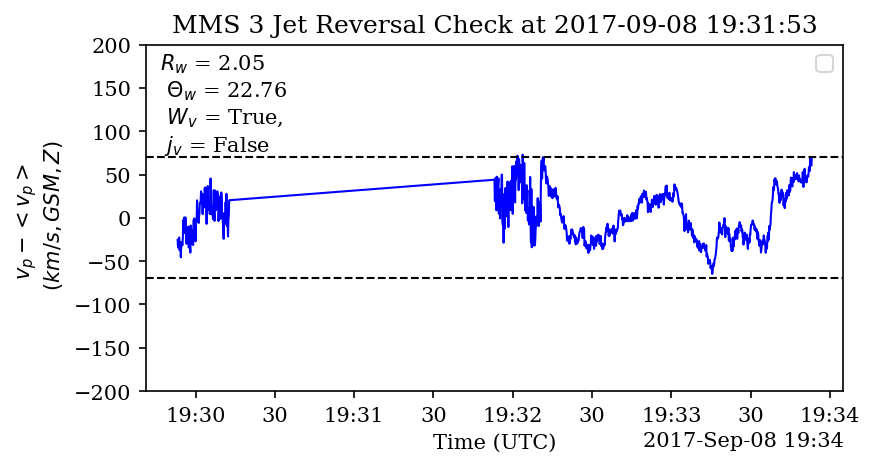 MMS 3 Jet Reversal Check at 2017-09-08 19:31:53
200
150
100
50
0
−50
−100
−150
−200
v_p − < v_p >
(km/s, GSM, Z)
R_w = 2.05
Θ_w = 22.76
W_v = True,
j_v = False
19:30 30 19:31 30 19:32 30 19:33 30 19:34
Time (UTC)
2017-Sep-08 19:34